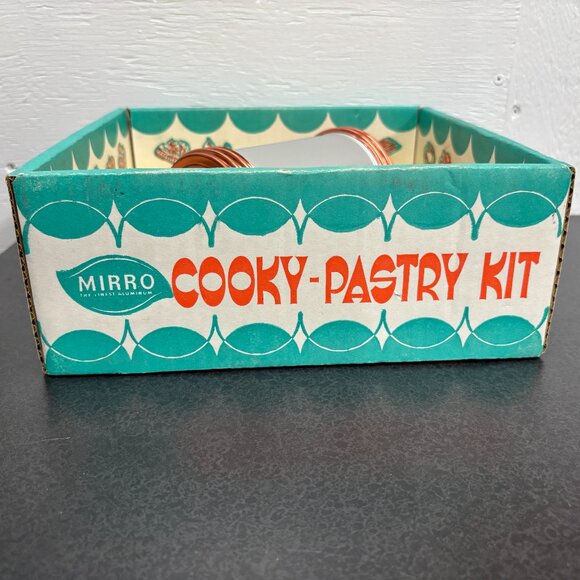 MIRRO
THE FINEST ALUMINUM
COOKY-PASTRY KIT